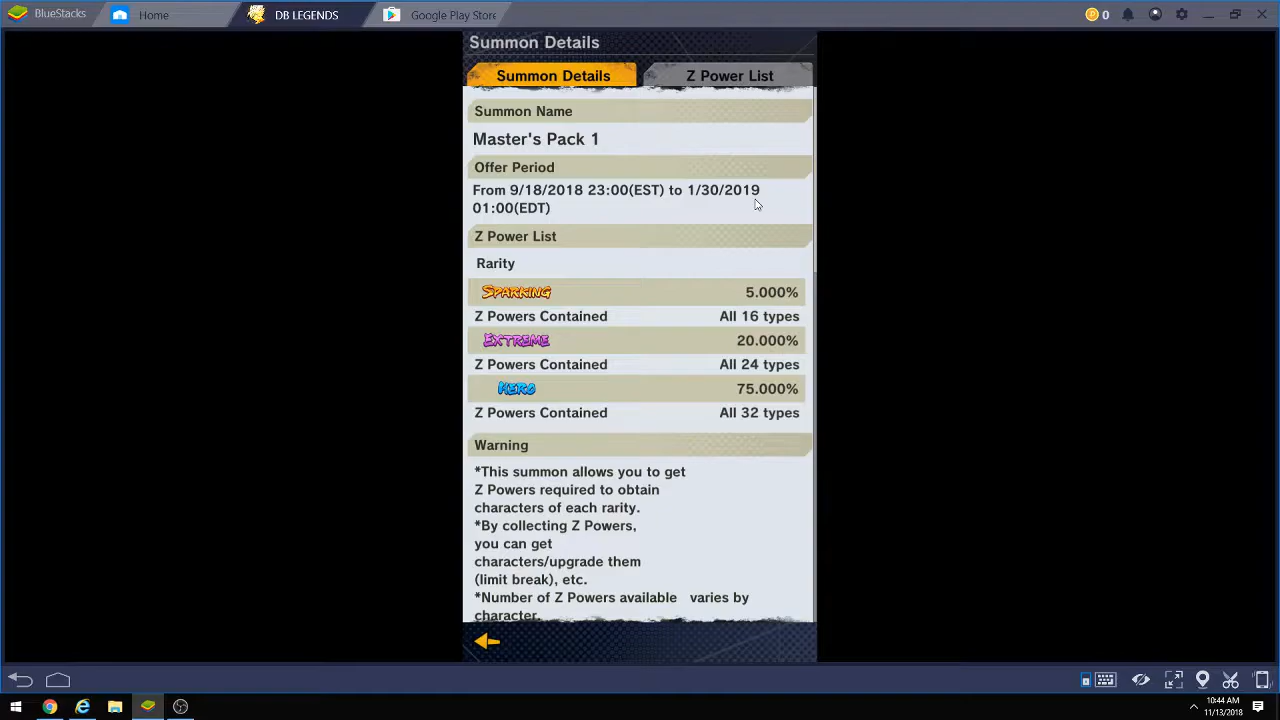 BlueStacks
Home
DB LEGENDS
Google Play Store
P 0
Summon Details
Summon Details
Z Power List
Summon Name
Master's Pack 1
Offer Period
From 9/18/2018 23:00(EST) to 1/30/2019
01:00(EDT)
Z Power List
Rarity
SPARKING 5.000%
Z Powers Contained All 16 types
EXTREME 20.000%
Z Powers Contained All 24 types
HERO 75.000%
Z Powers Contained All 32 types
Warning
*This summon allows you to get
Z Powers required to obtain
characters of each rarity.
*By collecting Z Powers,
you can get
characters/upgrade them
(limit break), etc.
*Number of Z Powers available varies by
character.
10:44 AM
11/13/2018